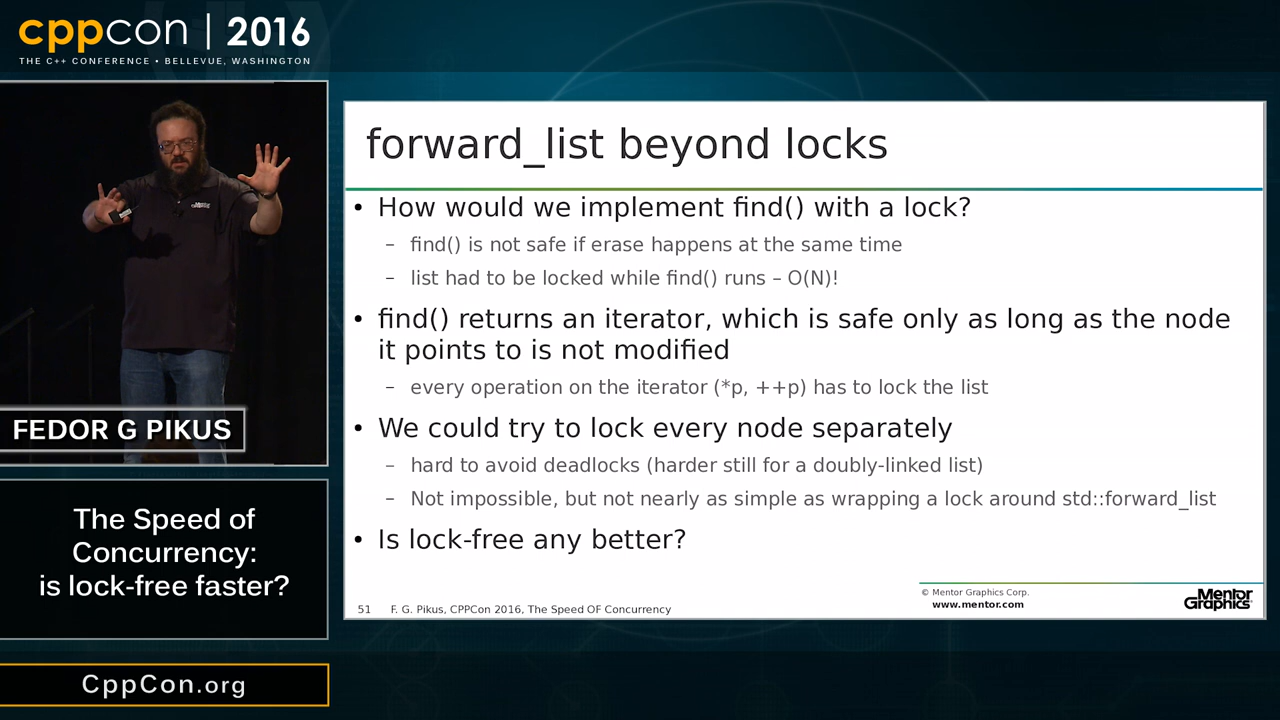 cppcon | 2016
THE C++ CONFERENCE • BELLEVUE, WASHINGTON
Mentor Graphics
FEDOR G PIKUS
The Speed of
Concurrency:
is lock-free faster?
CppCon.org
forward_list beyond locks
• How would we implement find() with a lock?
– find() is not safe if erase happens at the same time
– list had to be locked while find() runs – O(N)!
• find() returns an iterator, which is safe only as long as the node
it points to is not modified
– every operation on the iterator (*p, ++p) has to lock the list
• We could try to lock every node separately
– hard to avoid deadlocks (harder still for a doubly-linked list)
– Not impossible, but not nearly as simple as wrapping a lock around std::forward_list
• Is lock-free any better?
51 F. G. Pikus, CPPCon 2016, The Speed OF Concurrency
© Mentor Graphics Corp.
www.mentor.com
Mentor
Graphics